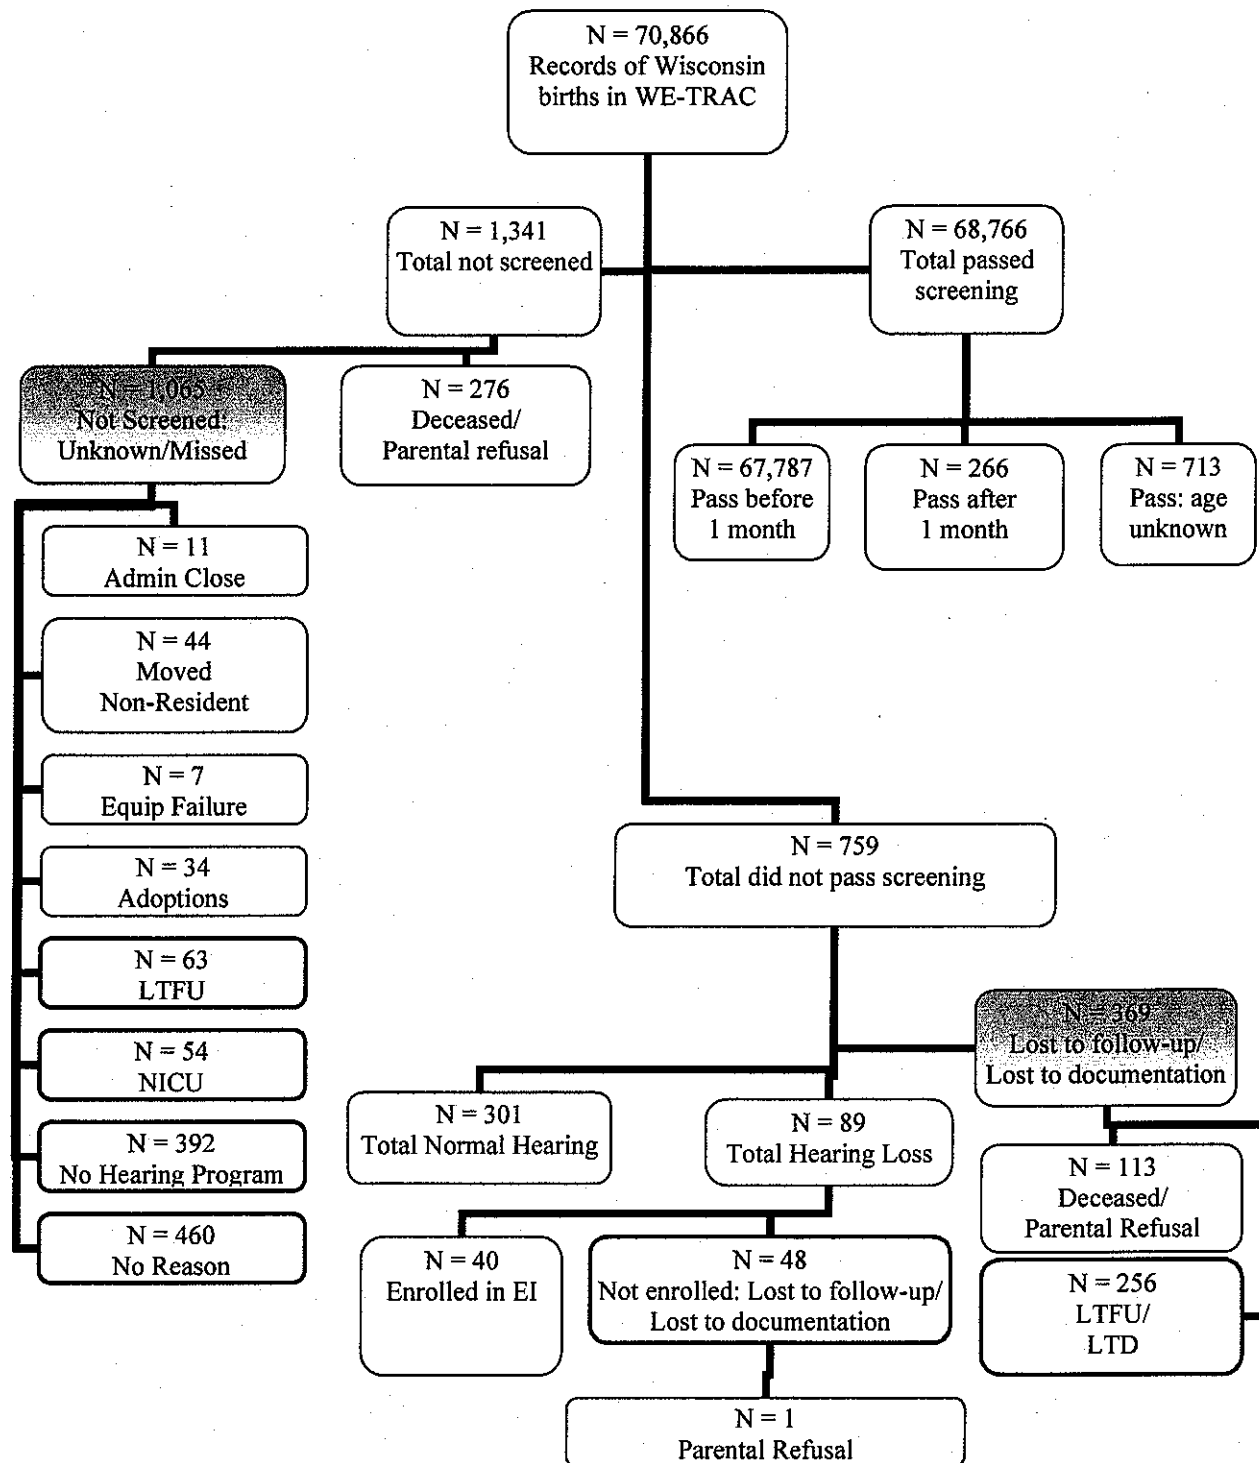 N = 70,866
Records of Wisconsin
births in WE-TRAC
N = 1,341
Total not screened
N = 68,766
Total passed
screening
N = 1,065
Not Screened:
Unknown/Missed
N = 276
Deceased/
Parental refusal
N = 67,787
Pass before
1 month
N = 266
Pass after
1 month
N = 713
Pass: age
unknown
N = 11
Admin Close
N = 44
Moved
Non-Resident
N = 7
Equip Failure
N = 34
Adoptions
N = 63
LTFU
N = 54
NICU
N = 392
No Hearing Program
N = 460
No Reason
N = 759
Total did not pass screening
N = 369
Lost to follow-up/
Lost to documentation
N = 301
Total Normal Hearing
N = 89
Total Hearing Loss
N = 113
Deceased/
Parental Refusal
N = 40
Enrolled in EI
N = 48
Not enrolled: Lost to follow-up/
Lost to documentation
N = 256
LTFU/
LTD
N = 1
Parental Refusal